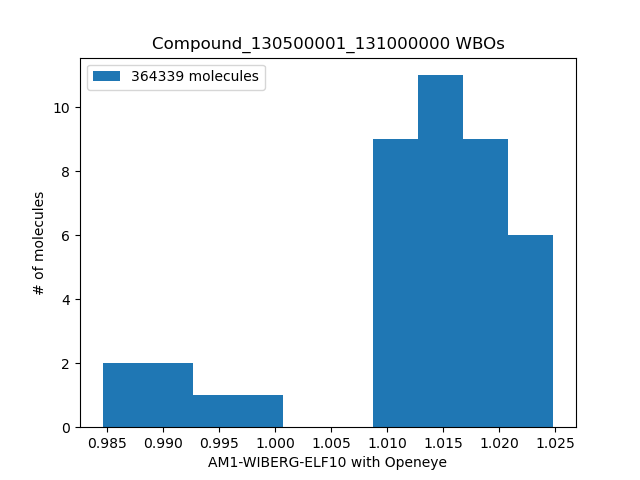 Compound_130500001_131000000 WBOs
364339 molecules
10
8
6
4
2
0
# of molecules
0.985 0.990 0.995 1.000 1.005 1.010 1.015 1.020 1.025
AM1-WIBERG-ELF10 with Openeye